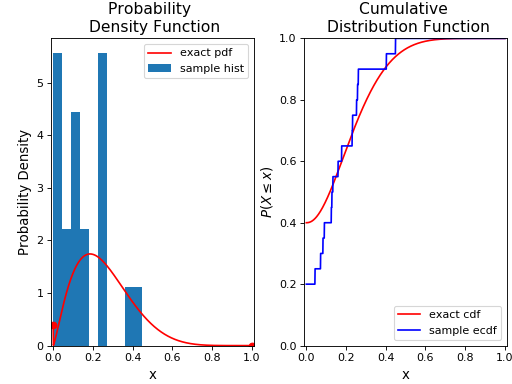 Probability
Density Function
exact pdf
sample hist
Probability Density
5
4
3
2
1
0
0.0 0.2 0.4 0.6 0.8 1.0
x
Cumulative
Distribution Function
P(X ≤ x)
1.0
0.8
0.6
0.4
0.2
0.0
exact cdf
sample ecdf
0.0 0.2 0.4 0.6 0.8 1.0
x